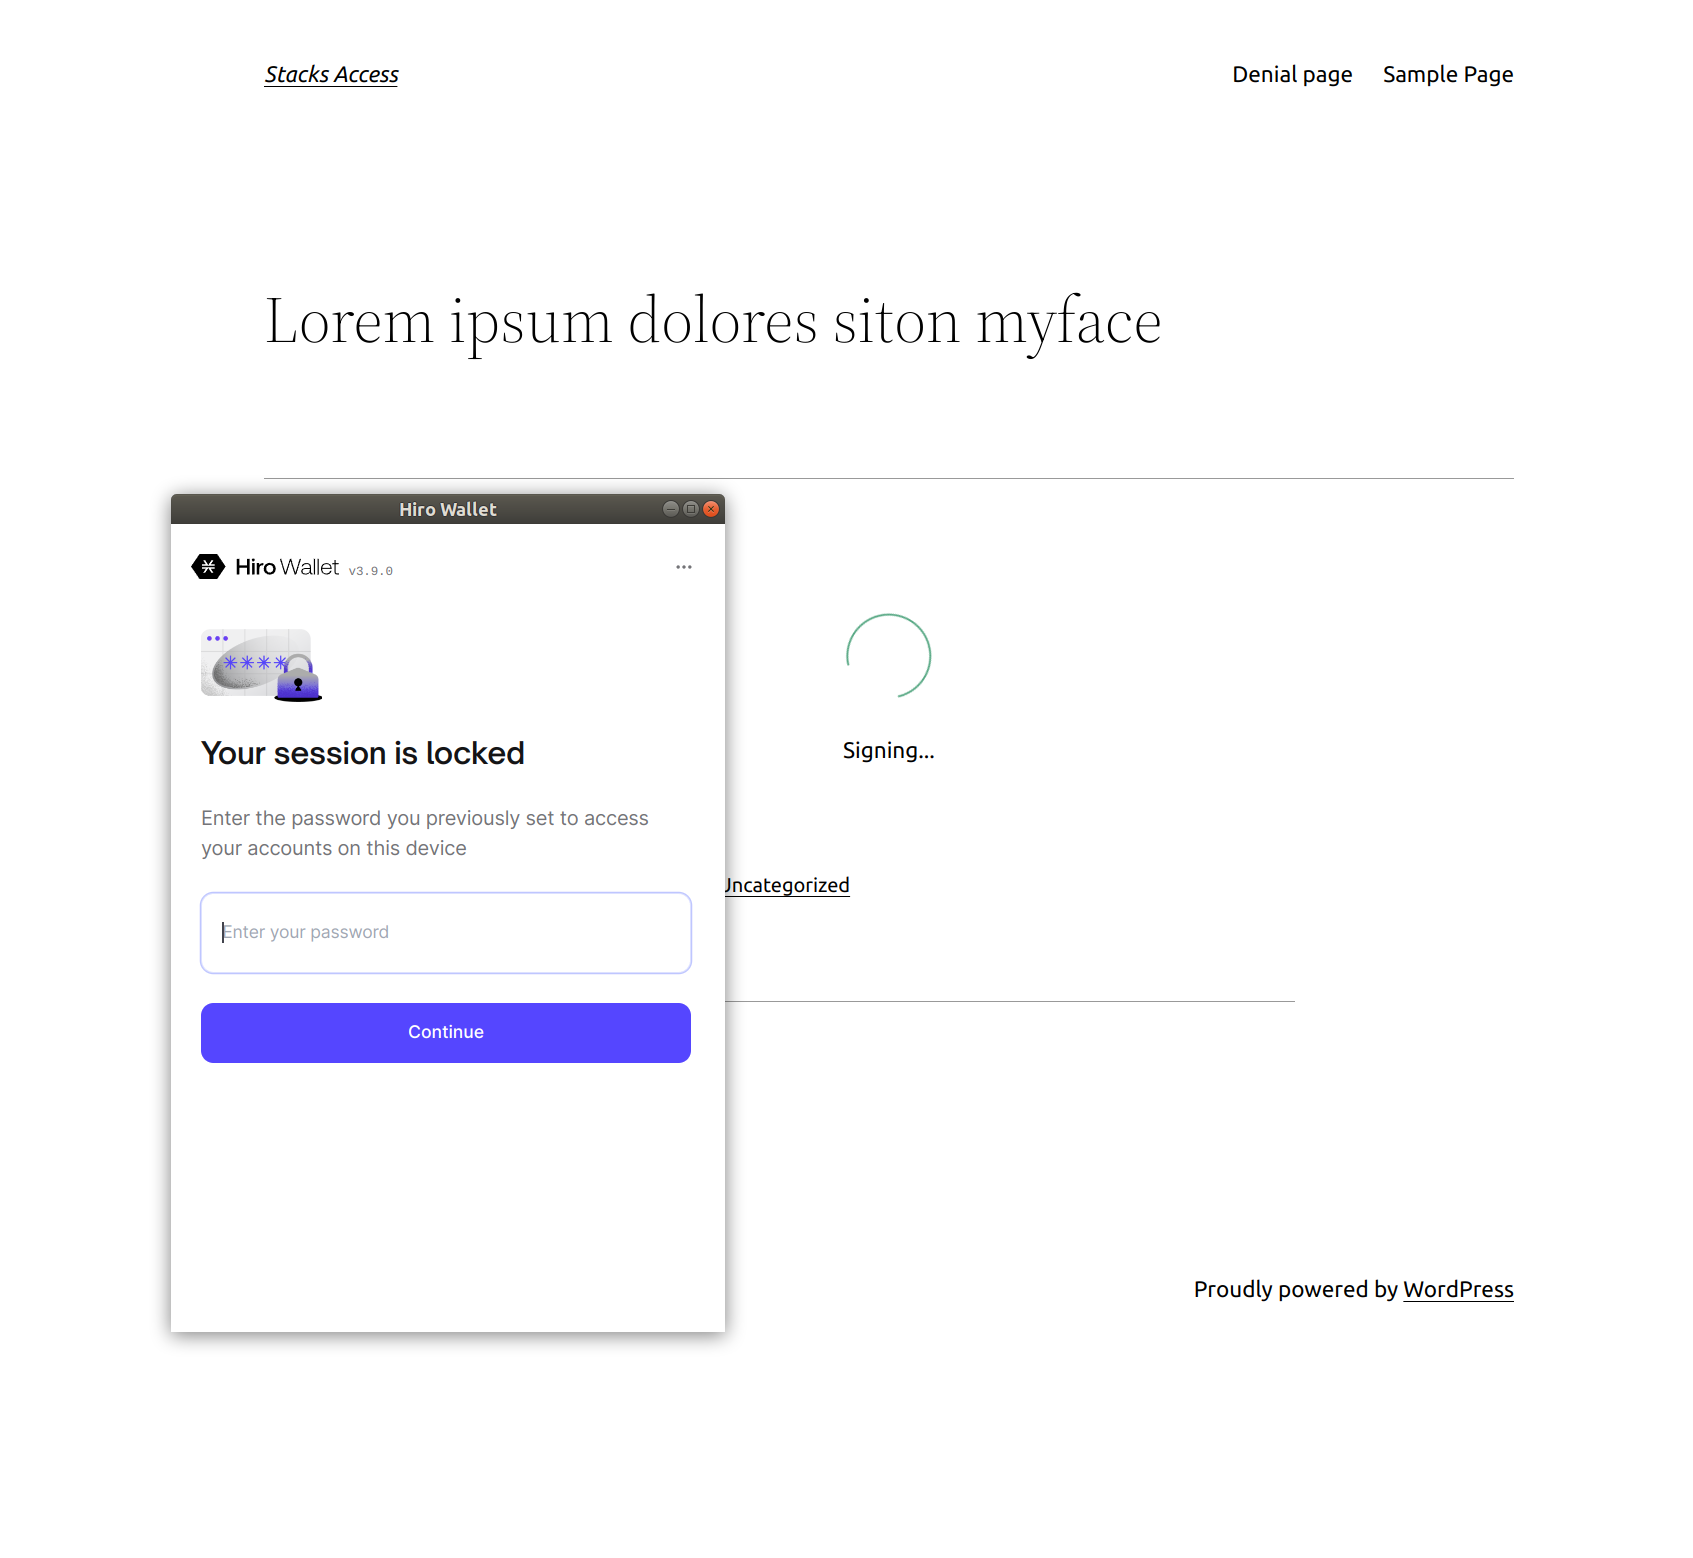 Stacks Access
Denial page Sample Page
Lorem ipsum dolores siton myface
Hiro Wallet
Hiro Wallet v3.9.0
****
Your session is locked
Enter the password you previously set to access
your accounts on this device
Enter your password
Continue
Signing...
Uncategorized
Proudly powered by WordPress